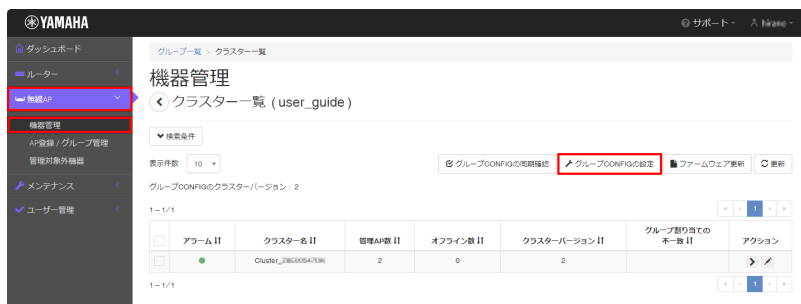 YAMAHA
サポート
ダッシュボード
ルーター
無線AP
機器管理
AP登録 / グループ管理
管理対象外機器
メンテナンス
ユーザー管理
グループ一覧 > クラスター一覧
機器管理
クラスター一覧 ( user_guide )
検索条件
表示件数 10
グループCONFIGの同期確認 グループCONFIGの設定 ファームウェア更新 更新
グループCONFIGのクラスターバージョン : 2
1 – 1/1
« ‹ 1 › »
アラーム クラスター名 管理AP数 オフライン数 クラスターバージョン グループ割り当ての不一致 アクション
Cluster_ 2 0 2
1 – 1/1
« ‹ 1 › »